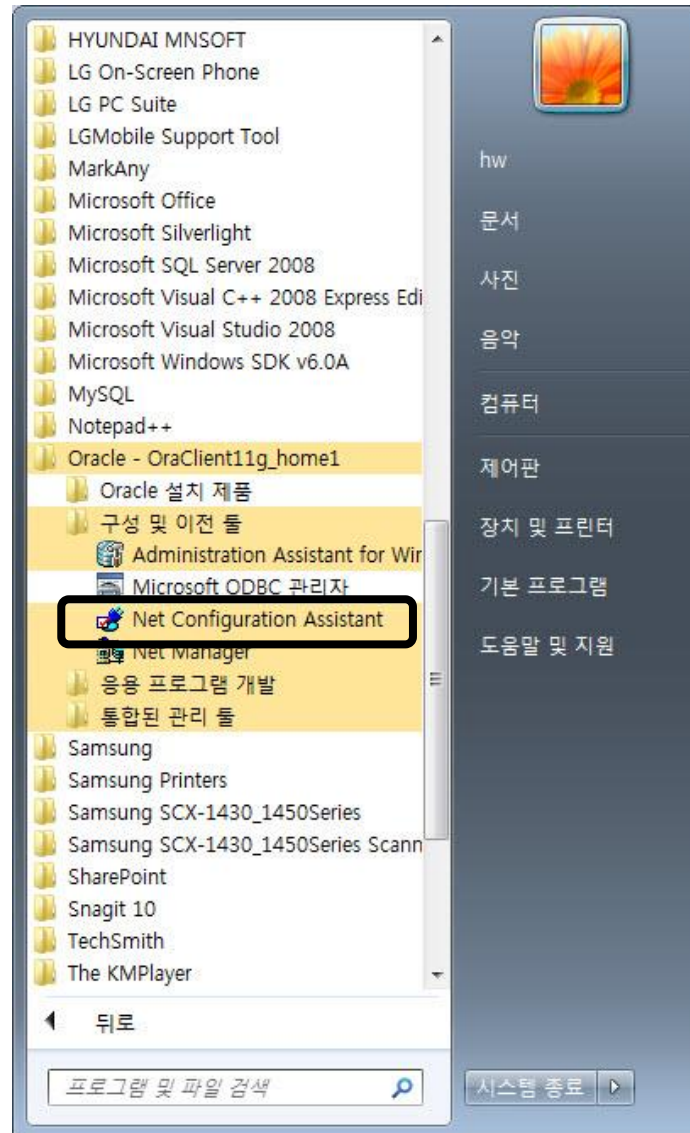 HYUNDAI MNSOFT
LG On-Screen Phone
LG PC Suite
LGMobile Support Tool
MarkAny
Microsoft Office
Microsoft Silverlight
Microsoft SQL Server 2008
Microsoft Visual C++ 2008 Express Edi
Microsoft Visual Studio 2008
Microsoft Windows SDK v6.0A
MySQL
Notepad++
Oracle - OraClient11g_home1
Oracle 설치 제품
구성 및 이전 툴
Administration Assistant for Wir
Microsoft ODBC 관리자
Net Configuration Assistant
Net Manager
응용 프로그램 개발
통합된 관리 툴
Samsung
Samsung Printers
Samsung SCX-1430_1450Series
Samsung SCX-1430_1450Series Scann
SharePoint
Snagit 10
TechSmith
The KMPlayer
뒤로
프로그램 및 파일 검색
hw
문서
사진
음악
컴퓨터
제어판
장치 및 프린터
기본 프로그램
도움말 및 지원
시스템 종료